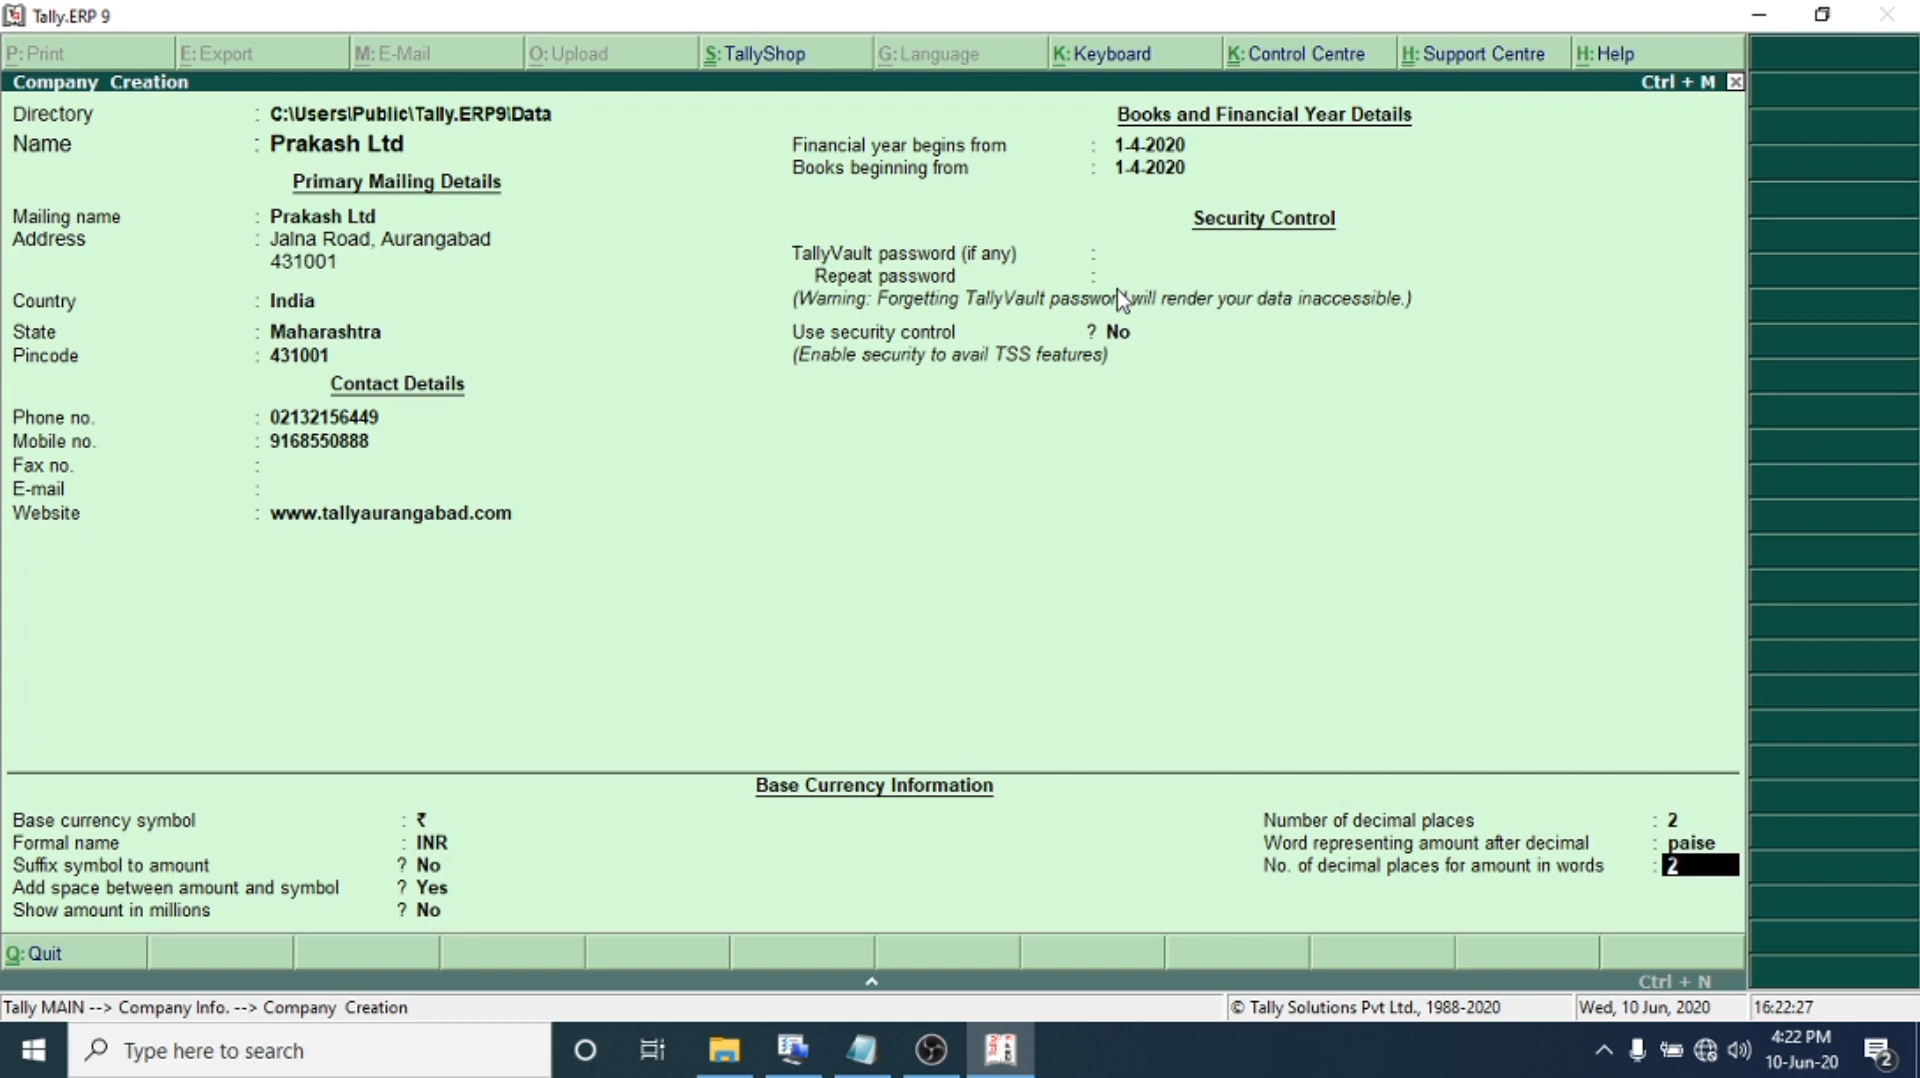 Tally.ERP 9
P: Print E: Export M: E-Mail O: Upload S: TallyShop G: Language K: Keyboard K: Control Centre H: Support Centre H: Help
Company Creation Ctrl + M
Directory : C:\Users\Public\Tally.ERP9\Data
Name : Prakash Ltd
Primary Mailing Details
Mailing name : Prakash Ltd
Address : Jalna Road, Aurangabad
431001
Country : India
State : Maharashtra
Pincode : 431001
Contact Details
Phone no. : 02132156449
Mobile no. : 9168550888
Fax no. :
E-mail :
Website : www.tallyaurangabad.com
Books and Financial Year Details
Financial year begins from : 1-4-2020
Books beginning from : 1-4-2020
Security Control
TallyVault password (if any) :
Repeat password :
(Warning: Forgetting TallyVault password will render your data inaccessible.)
Use security control ? No
(Enable security to avail TSS features)
Base Currency Information
Base currency symbol : ₹
Formal name : INR
Suffix symbol to amount ? No
Add space between amount and symbol ? Yes
Show amount in millions ? No
Number of decimal places : 2
Word representing amount after decimal : paise
No. of decimal places for amount in words : 2
Q: Quit
Ctrl + N
Tally MAIN --> Company Info. --> Company Creation © Tally Solutions Pvt Ltd., 1988-2020 Wed, 10 Jun, 2020 16:22:27
Type here to search
4:22 PM
10-Jun-20
2